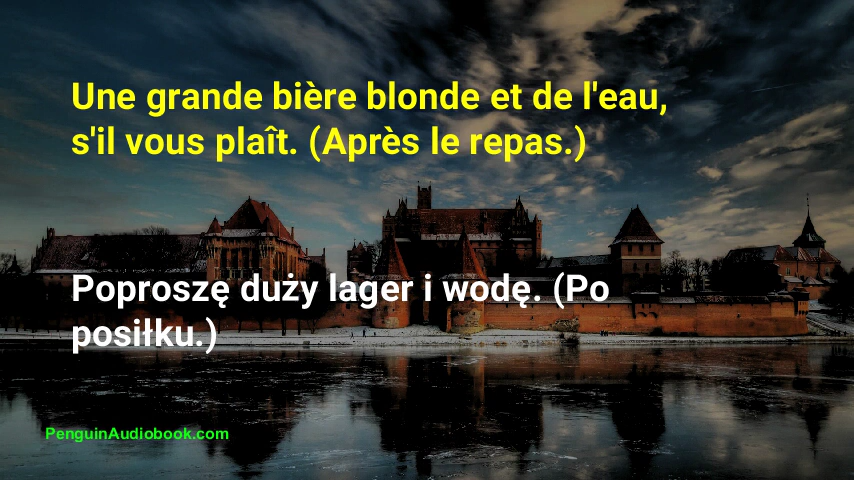 Une grande bière blonde et de l'eau,
s'il vous plaît. (Après le repas.)
Poproszę duży lager i wodę. (Po
posiłku.)
PenguinAudiobook.com